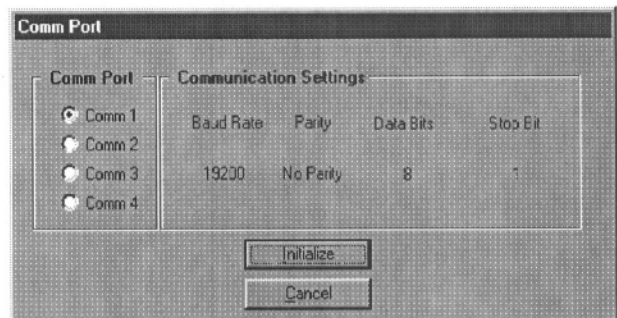 Comm Port
Comm Port
Comm 1
Comm 2
Comm 3
Comm 4
Communication Settings
Baud Rate Parity Data Bits Stop Bit
19200 No Parity 8 1
Initialize
Cancel